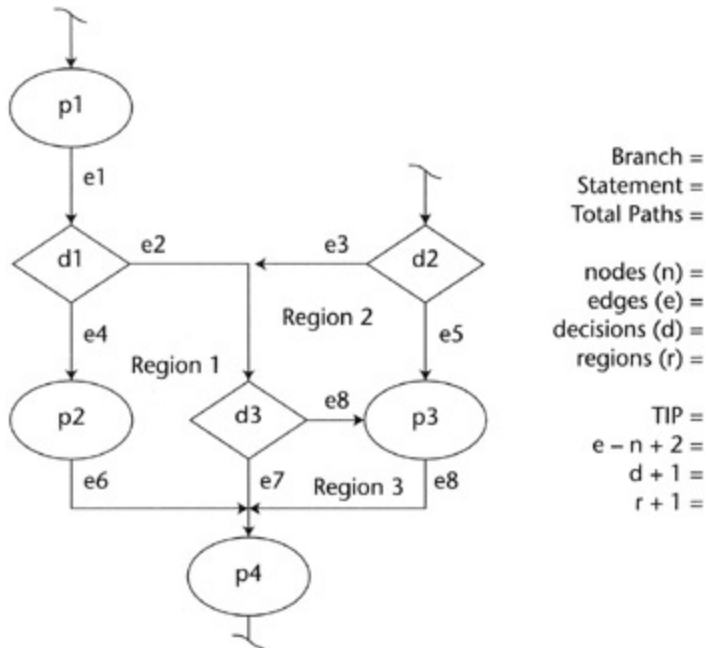 p1
e1
d1
e2
e3
d2
e4
Region 2
e5
Region 1
p2
d3
e8
p3
e6
e7
Region 3
e8
p4
Branch =
Statement =
Total Paths =
nodes (n) =
edges (e) =
decisions (d) =
regions (r) =
TIP =
e – n + 2 =
d + 1 =
r + 1 =